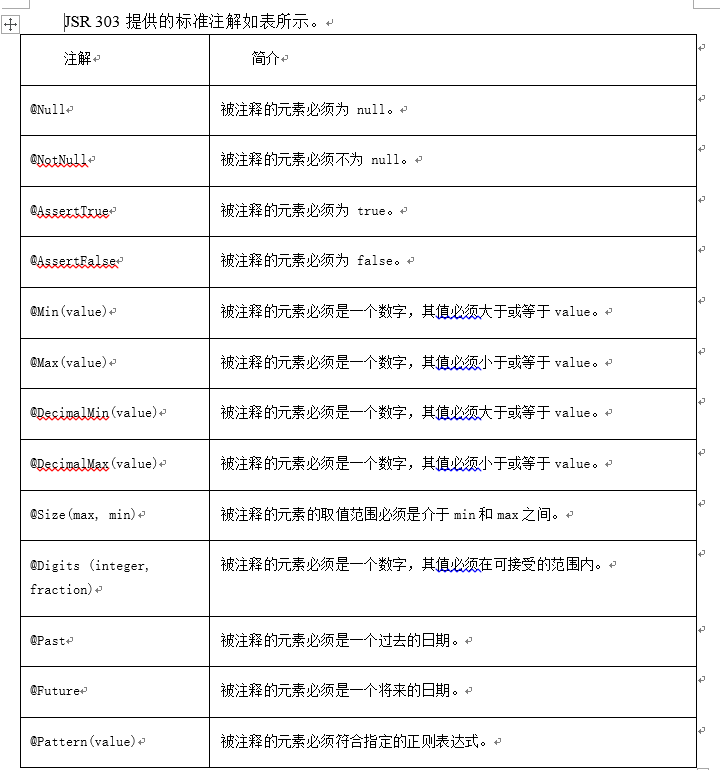 JSR 303 提供的标准注解如表所示。
注解 简介
@Null 被注释的元素必须为 null。
@NotNull 被注释的元素必须不为 null。
@AssertTrue 被注释的元素必须为 true。
@AssertFalse 被注释的元素必须为 false。
@Min(value) 被注释的元素必须是一个数字，其值必须大于或等于 value。
@Max(value) 被注释的元素必须是一个数字，其值必须小于或等于 value。
@DecimalMin(value) 被注释的元素必须是一个数字，其值必须大于或等于 value。
@DecimalMax(value) 被注释的元素必须是一个数字，其值必须小于或等于 value。
@Size(max, min) 被注释的元素的取值范围必须是介于 min 和 max 之间。
@Digits (integer, 被注释的元素必须是一个数字，其值必须在可接受的范围内。
fraction)
@Past 被注释的元素必须是一个过去的日期。
@Future 被注释的元素必须是一个将来的日期。
@Pattern(value) 被注释的元素必须符合指定的正则表达式。